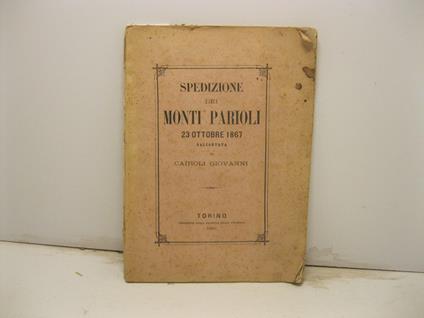 SPEDIZIONE
DEI
MONTI PARIOLI
23 OTTOBRE 1867
RACCONTATA
DA
CAIROLI GIOVANNI
TORINO